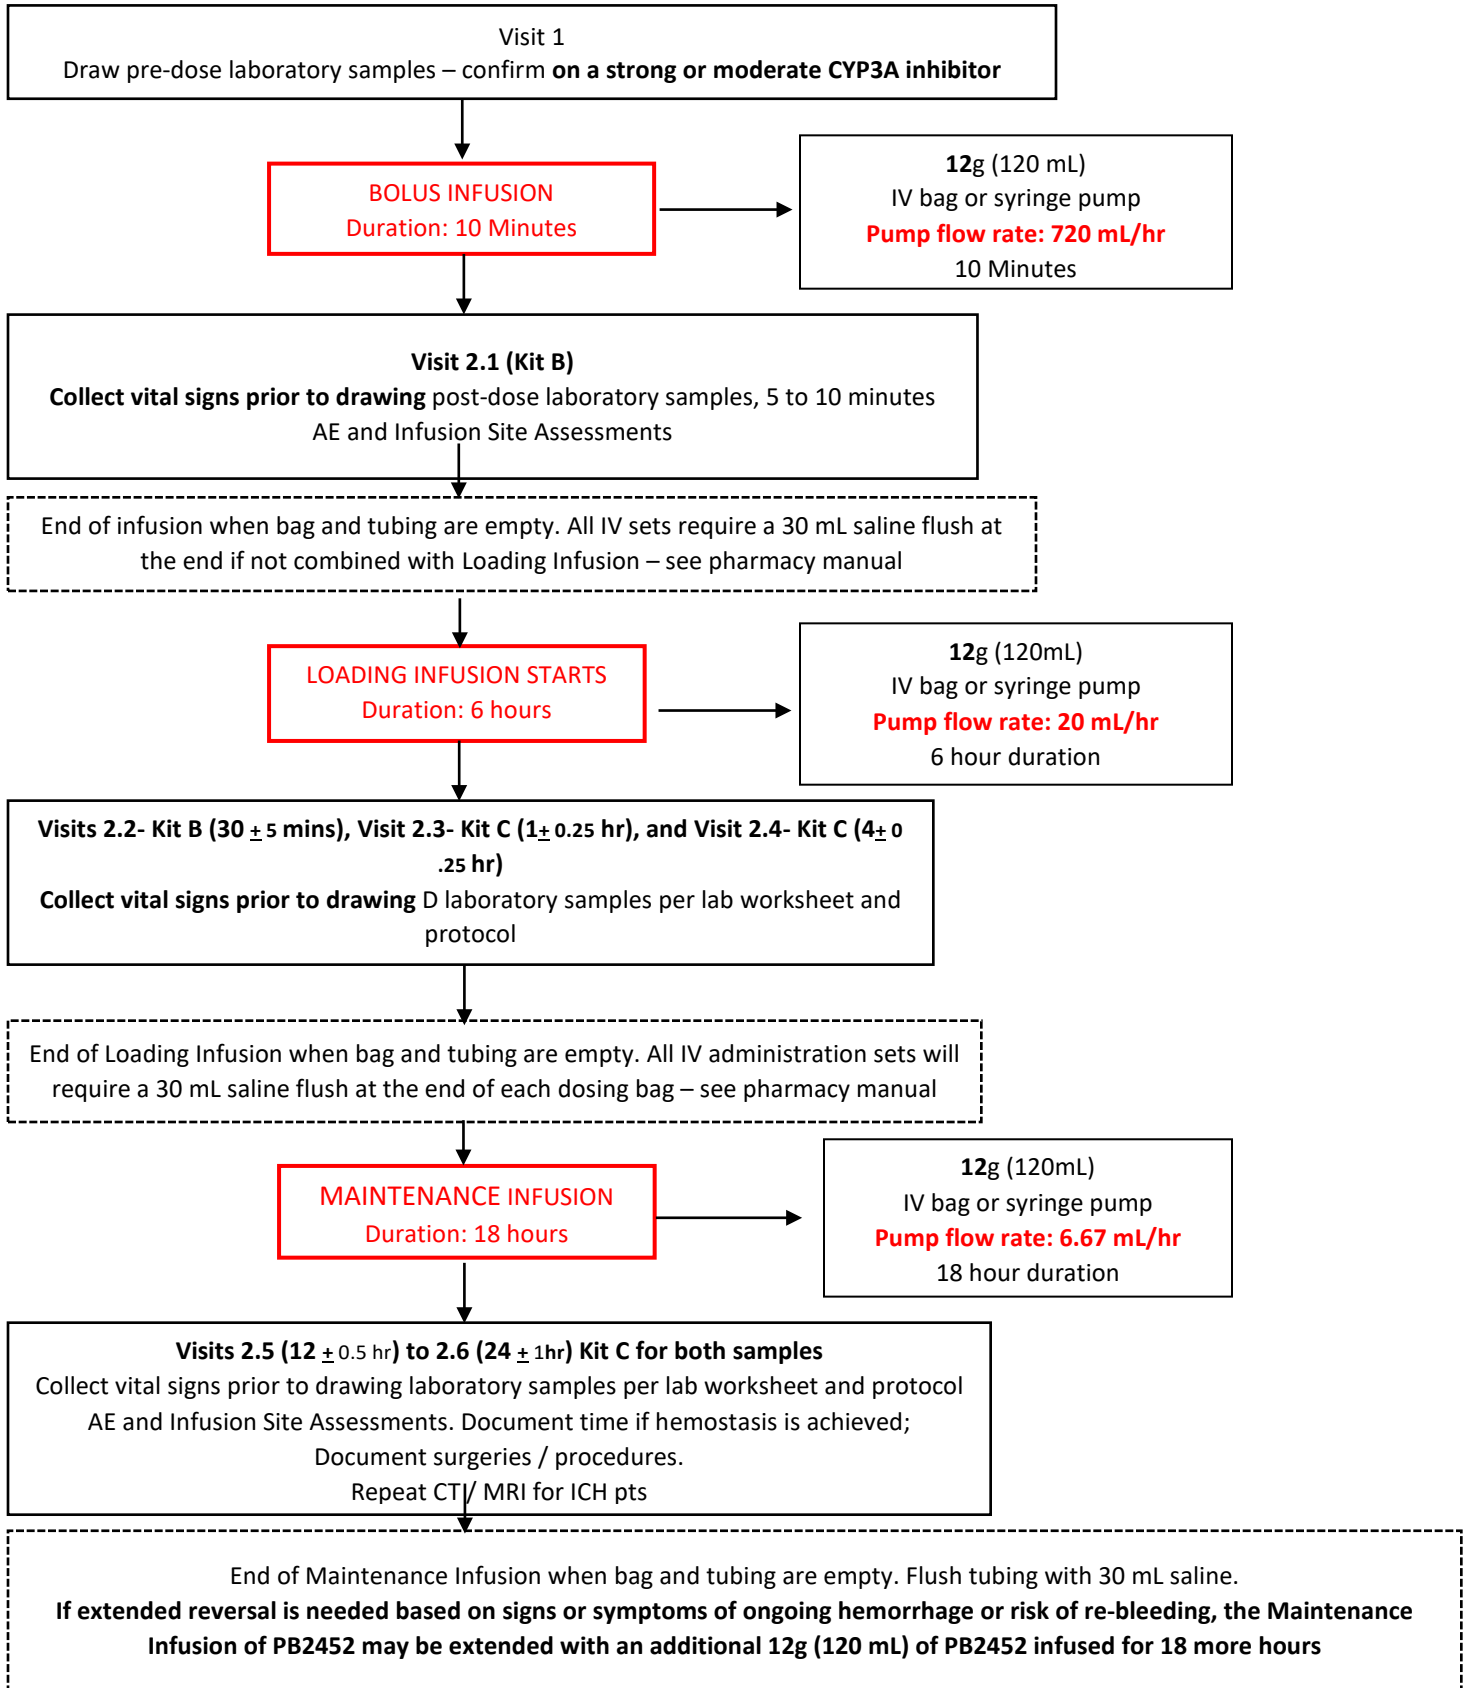 Visit 1
Draw pre-dose laboratory samples – confirm on a strong or moderate CYP3A inhibitor
BOLUS INFUSION
Duration: 10 Minutes
12g (120 mL)
IV bag or syringe pump
Pump flow rate: 720 mL/hr
10 Minutes
Visit 2.1 (Kit B)
Collect vital signs prior to drawing post-dose laboratory samples, 5 to 10 minutes
AE and Infusion Site Assessments
End of infusion when bag and tubing are empty. All IV sets require a 30 mL saline flush at
the end if not combined with Loading Infusion – see pharmacy manual
LOADING INFUSION STARTS
Duration: 6 hours
12g (120mL)
IV bag or syringe pump
Pump flow rate: 20 mL/hr
6 hour duration
Visits 2.2- Kit B (30 ± 5 mins), Visit 2.3- Kit C (1± 0.25 hr), and Visit 2.4- Kit C (4± 0
.25 hr)
Collect vital signs prior to drawing D laboratory samples per lab worksheet and
protocol
End of Loading Infusion when bag and tubing are empty. All IV administration sets will
require a 30 mL saline flush at the end of each dosing bag – see pharmacy manual
MAINTENANCE INFUSION
Duration: 18 hours
12g (120mL)
IV bag or syringe pump
Pump flow rate: 6.67 mL/hr
18 hour duration
Visits 2.5 (12 ± 0.5 hr) to 2.6 (24 ± 1hr) Kit C for both samples
Collect vital signs prior to drawing laboratory samples per lab worksheet and protocol
AE and Infusion Site Assessments. Document time if hemostasis is achieved;
Document surgeries / procedures.
Repeat CT/ MRI for ICH pts
End of Maintenance Infusion when bag and tubing are empty. Flush tubing with 30 mL saline.
If extended reversal is needed based on signs or symptoms of ongoing hemorrhage or risk of re-bleeding, the Maintenance
Infusion of PB2452 may be extended with an additional 12g (120 mL) of PB2452 infused for 18 more hours